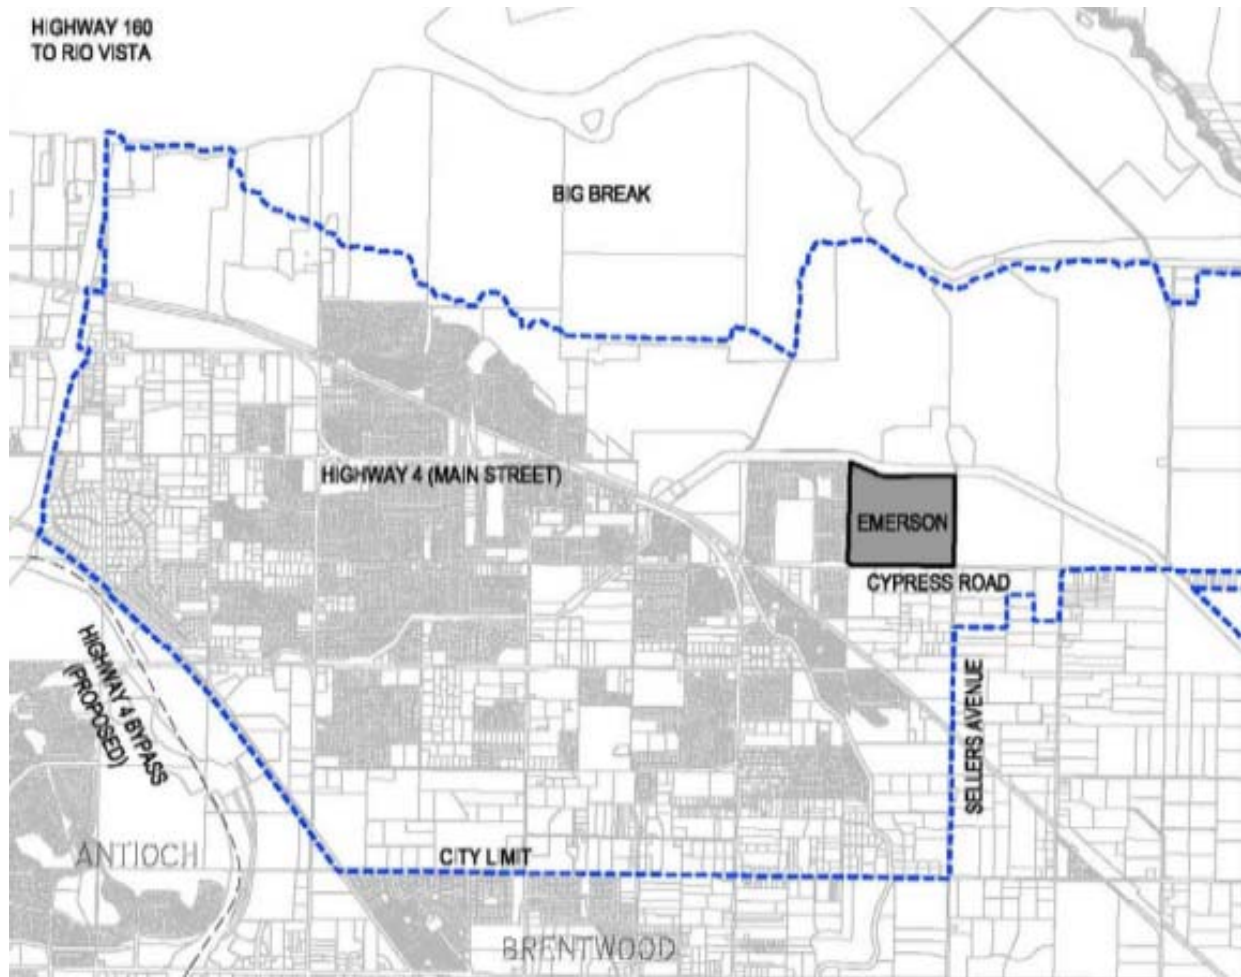 HIGHWAY 160
TO RIO VISTA
BIG BREAK
HIGHWAY 4 (MAIN STREET)
EMERSON
CYPRESS ROAD
HIGHWAY 4 BYPASS
(PROPOSED)
SELLERS AVENUE
ANTIOCH
CITY LIMIT
BRENTWOOD